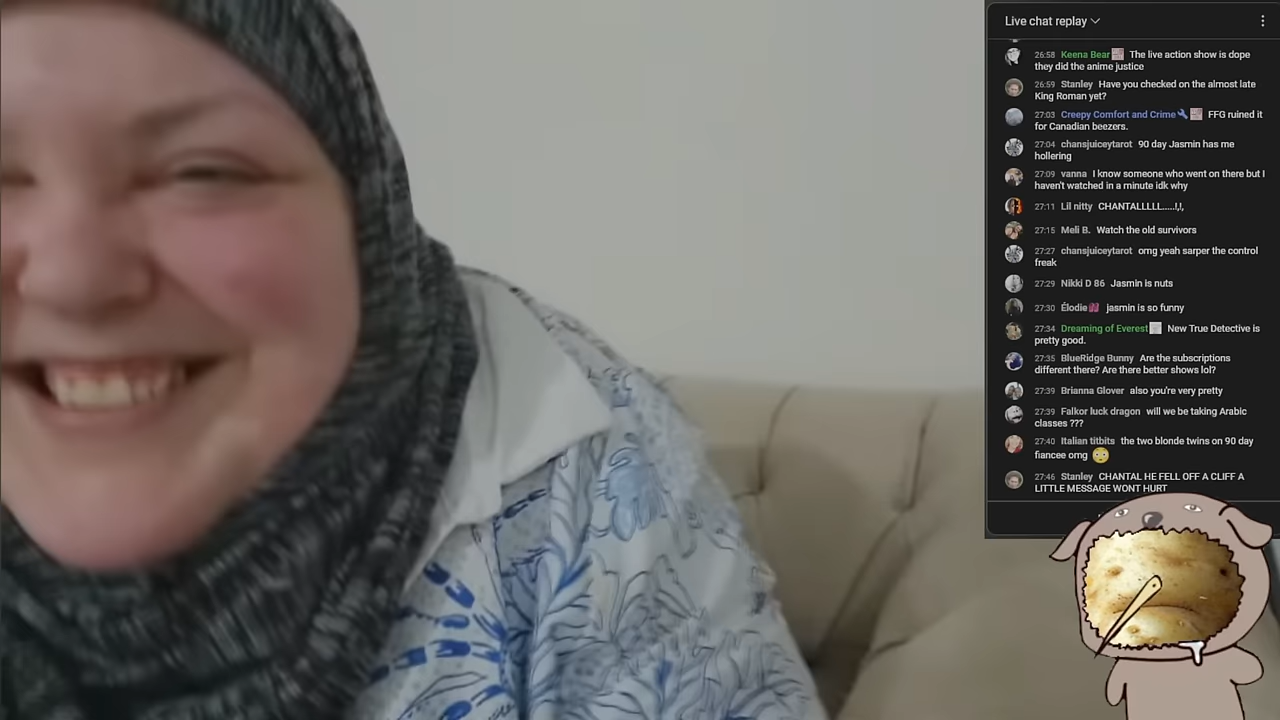 Live chat replay
26:58 Keena Bear The live action show is dope
they did the anime justice
26:59 Stanley Have you checked on the almost late
King Roman yet?
27:03 Creepy Comfort and Crime FFG ruined it
for Canadian beezers.
27:04 chansjuiceytarot 90 day Jasmin has me
hollering
27:09 vanna I know someone who went on there but I
haven't watched in a minute idk why
27:11 Lil nitty CHANTALLLLL.....!,!,
27:15 Meli B. Watch the old survivors
27:27 chansjuiceytarot omg yeah sarper the control
freak
27:29 Nikki D 86 Jasmin is nuts
27:30 Élodie jasmin is so funny
27:34 Dreaming of Everest New True Detective is
pretty good.
27:35 BlueRidge Bunny Are the subscriptions
different there? Are there better shows lol?
27:39 Brianna Glover also you're very pretty
27:39 Falkor luck dragon will we be taking Arabic
classes ???
27:40 Italian titbits the two blonde twins on 90 day
fiancee omg 😳
27:46 Stanley CHANTAL HE FELL OFF A CLIFF A
LITTLE MESSAGE WONT HURT